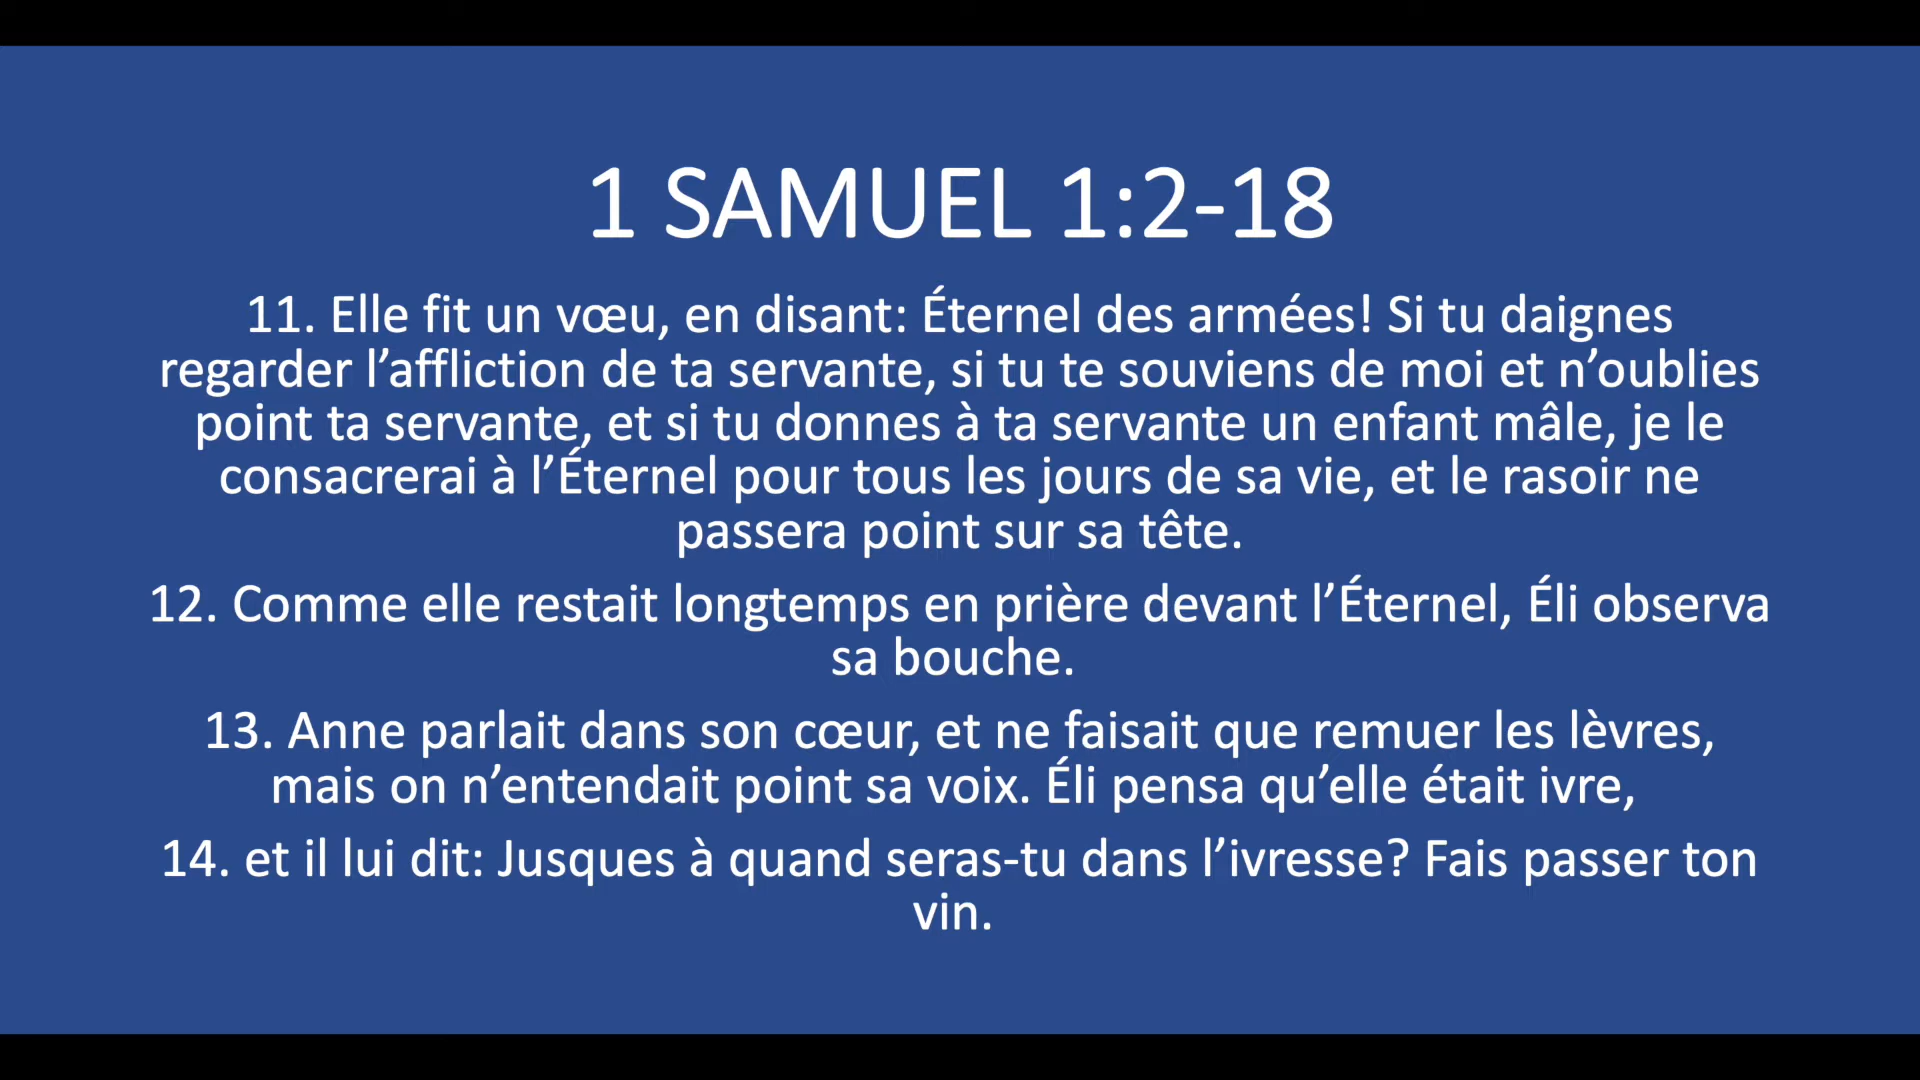 1 SAMUEL 1:2-18
11. Elle fit un vœu, en disant: Éternel des armées! Si tu daignes
regarder l’affliction de ta servante, si tu te souviens de moi et n’oublies
point ta servante, et si tu donnes à ta servante un enfant mâle, je le
consacrerai à l’Éternel pour tous les jours de sa vie, et le rasoir ne
passera point sur sa tête.
12. Comme elle restait longtemps en prière devant l’Éternel, Éli observa
sa bouche.
13. Anne parlait dans son cœur, et ne faisait que remuer les lèvres,
mais on n’entendait point sa voix. Éli pensa qu’elle était ivre,
14. et il lui dit: Jusques à quand seras-tu dans l’ivresse? Fais passer ton
vin.